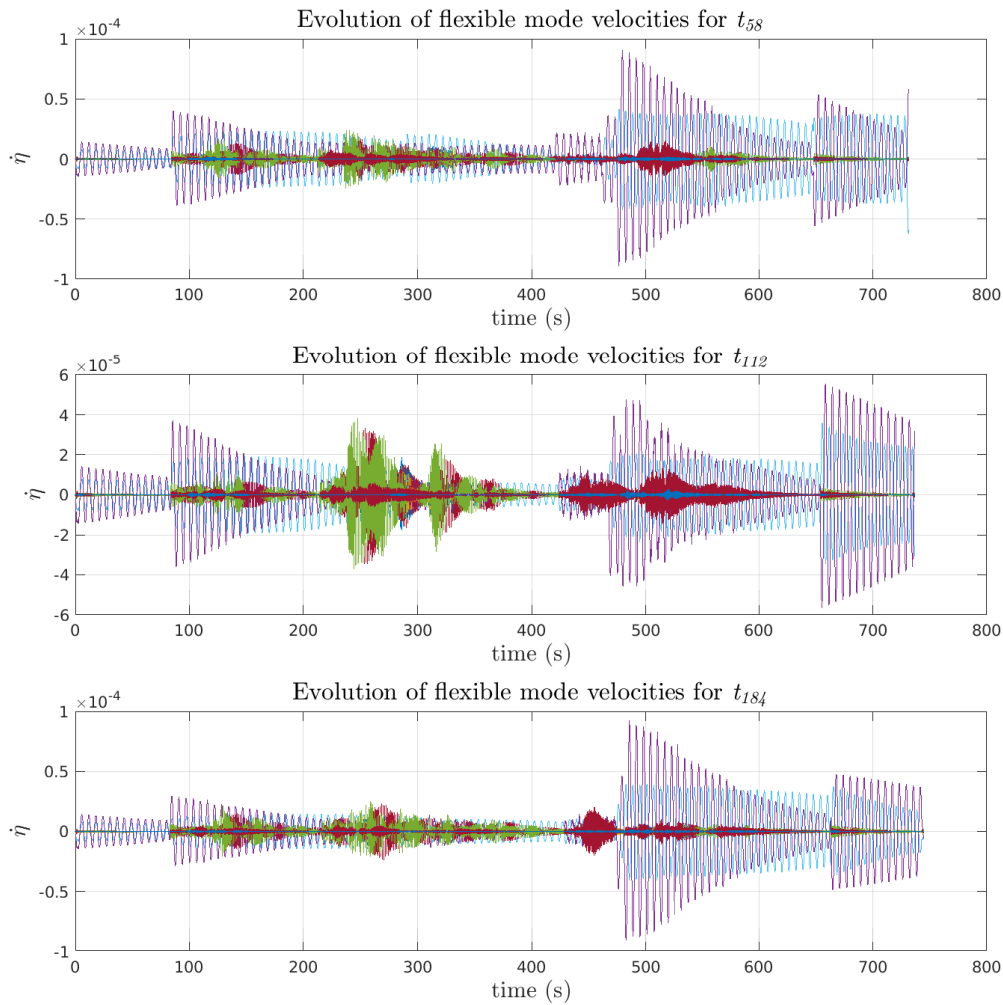 Evolution of flexible mode velocities for t₅₈
×10⁻⁴
1
0.5
0
-0.5
-1
η̇
0 100 200 300 400 500 600 700 800
time (s)
Evolution of flexible mode velocities for t₁₁₂
×10⁻⁵
6
4
2
0
-2
-4
-6
η̇
0 100 200 300 400 500 600 700 800
time (s)
Evolution of flexible mode velocities for t₁₈₄
×10⁻⁴
1
0.5
0
-0.5
-1
η̇
0 100 200 300 400 500 600 700 800
time (s)